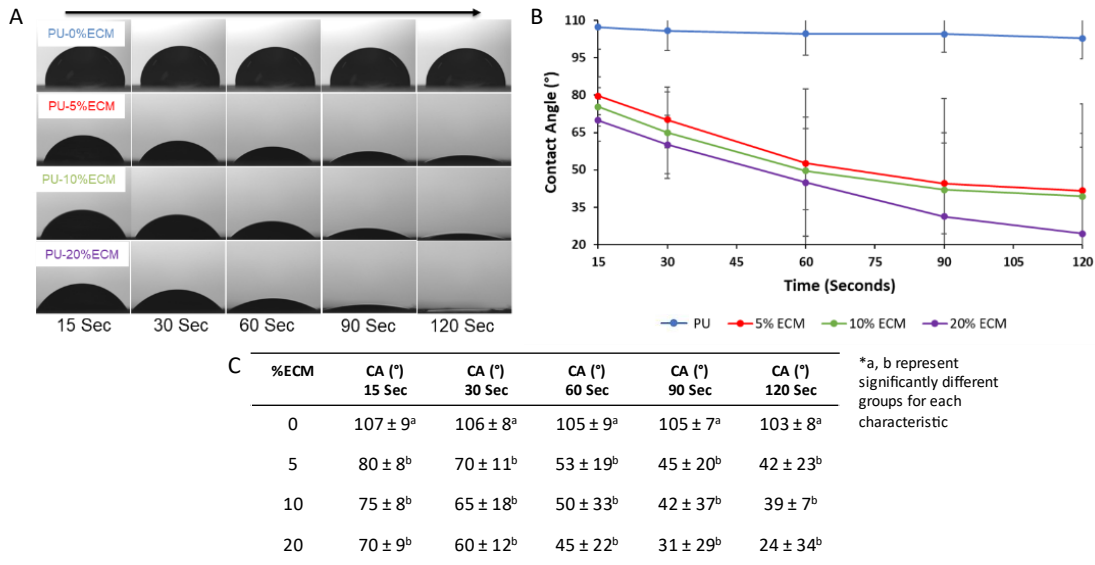 A
PU-0%ECM
PU-5%ECM
PU-10%ECM
PU-20%ECM
15 Sec 30 Sec 60 Sec 90 Sec 120 Sec
B
Contact Angle (°)
110
95
80
65
50
35
20
15 30 45 60 75 90 105 120
Time (Seconds)
PU 5% ECM 10% ECM 20% ECM
C
%ECM CA (°) CA (°) CA (°) CA (°) CA (°)
15 Sec 30 Sec 60 Sec 90 Sec 120 Sec
0 107 ± 9ᵃ 106 ± 8ᵃ 105 ± 9ᵃ 105 ± 7ᵃ 103 ± 8ᵃ
5 80 ± 8ᵇ 70 ± 11ᵇ 53 ± 19ᵇ 45 ± 20ᵇ 42 ± 23ᵇ
10 75 ± 8ᵇ 65 ± 18ᵇ 50 ± 33ᵇ 42 ± 37ᵇ 39 ± 7ᵇ
20 70 ± 9ᵇ 60 ± 12ᵇ 45 ± 22ᵇ 31 ± 29ᵇ 24 ± 34ᵇ
*a, b represent
significantly different
groups for each
characteristic